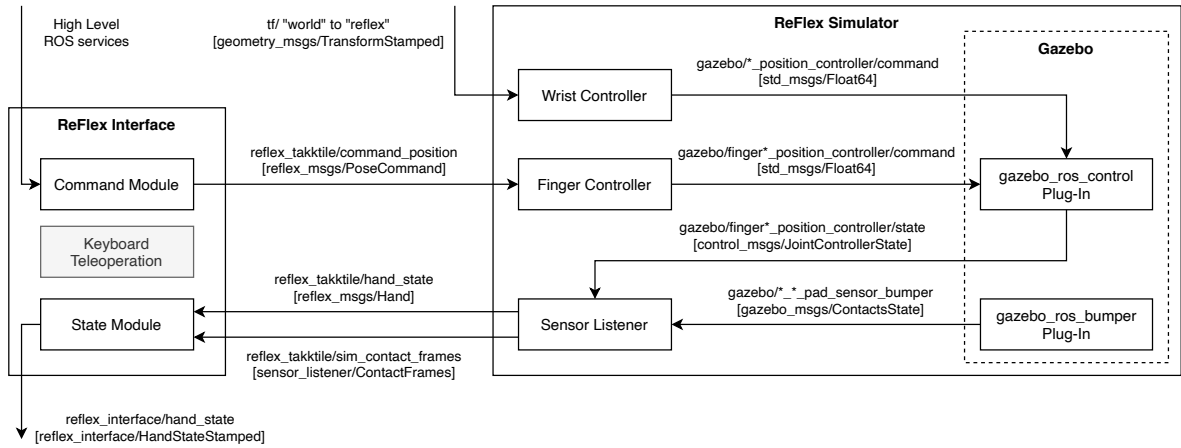 High Level
ROS services
tf/ "world" to "reflex"
[geometry_msgs/TransformStamped]
ReFlex Simulator
Gazebo
gazebo/*_position_controller/command
[std_msgs/Float64]
Wrist Controller
ReFlex Interface
reflex_takktile/command_position
[reflex_msgs/PoseCommand]
gazebo/finger*_position_controller/command
[std_msgs/Float64]
Command Module
Finger Controller
gazebo_ros_control
Plug-In
Keyboard
Teleoperation
gazebo/finger*_position_controller/state
[control_msgs/JointControllerState]
reflex_takktile/hand_state
[reflex_msgs/Hand]
gazebo/*_*_pad_sensor_bumper
[gazebo_msgs/ContactsState]
State Module
Sensor Listener
gazebo_ros_bumper
Plug-In
reflex_takktile/sim_contact_frames
[sensor_listener/ContactFrames]
reflex_interface/hand_state
[reflex_interface/HandStateStamped]